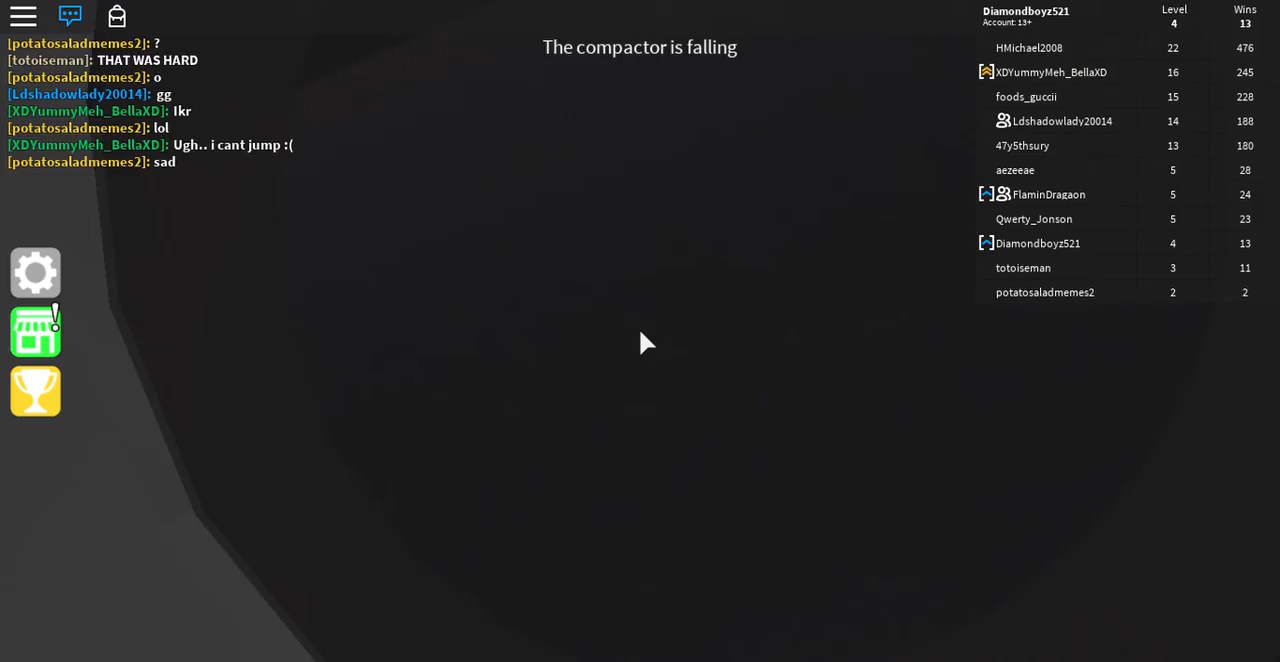 [potatosaladmemes2]: ?
[totoiseman]: THAT WAS HARD
[potatosaladmemes2]: o
[Ldshadowlady20014]: gg
[XDYummyMeh_BellaXD]: Ikr
[potatosaladmemes2]: lol
[XDYummyMeh_BellaXD]: Ugh.. i cant jump :(
[potatosaladmemes2]: sad
The compactor is falling
Diamondboyz521 Level Wins
Account: 13+ 4 13
HMichael2008 22 476
XDYummyMeh_BellaXD 16 245
foods_guccii 15 228
Ldshadowlady20014 14 188
47y5thsury 13 180
aezeeae 5 28
FlaminDragaon 5 24
Qwerty_Jonson 5 23
Diamondboyz521 4 13
totoiseman 3 11
potatosaladmemes2 2 2